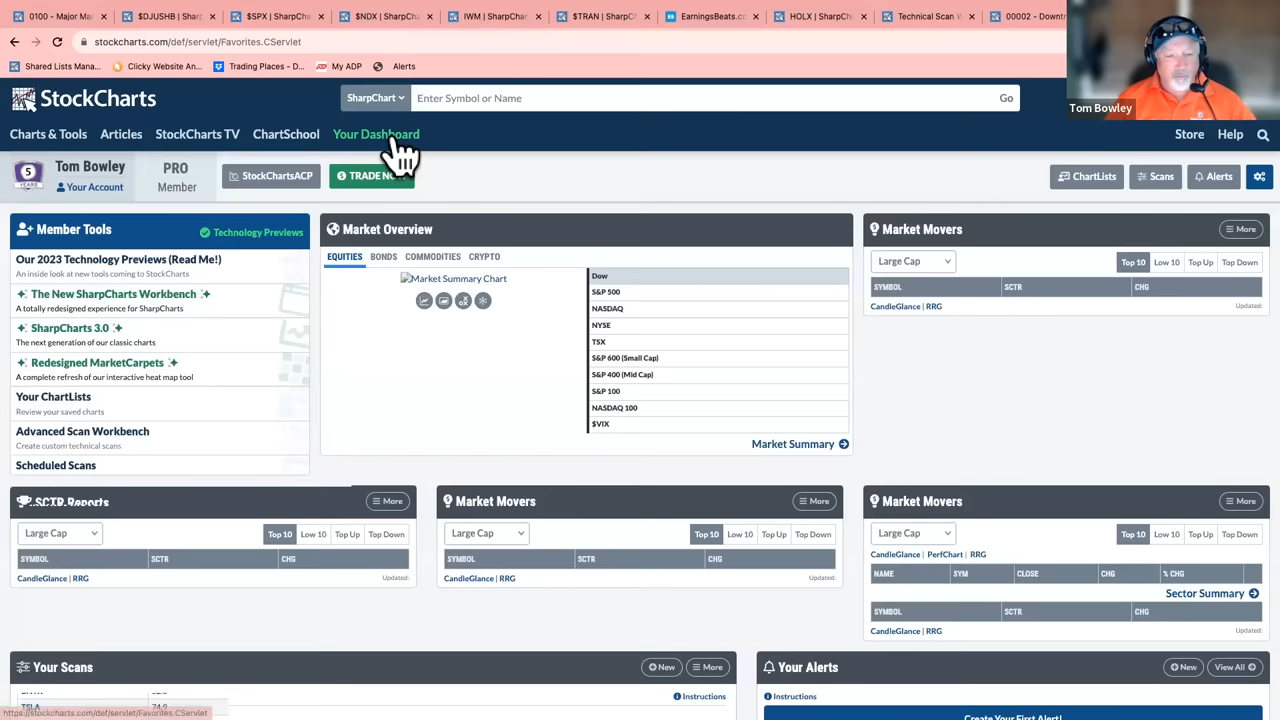 0100 - Major Mar
$DJUSHB | Sharp
$SPX | SharpCha
$NDX | SharpCha
IWM | SharpChar
$TRAN | SharpC
EarningsBeats.co
HOLX | SharpC
Technical Scan W
00002 - Downtr
stockcharts.com/def/servlet/Favorites.CServlet
Shared Lists Mana...
Clicky Website An...
Trading Places - D...
My ADP
Alerts
Tom Bowley
StockCharts
SharpChart
Enter Symbol or Name
Go
Charts & Tools
Articles
StockCharts TV
ChartSchool
Your Dashboard
Store
Help
5 YEARS
Tom Bowley
Your Account
PRO
Member
StockChartsACP
TRADE NO
ChartLists
Scans
Alerts
Member Tools
Technology Previews
Our 2023 Technology Previews (Read Me!)
An inside look at new tools coming to StockCharts
The New SharpCharts Workbench
A totally redesigned experience for SharpCharts
SharpCharts 3.0
The next generation of our classic charts
Redesigned MarketCarpets
A complete refresh of our interactive heat map tool
Your ChartLists
Review your saved charts
Advanced Scan Workbench
Create custom technical scans
Scheduled Scans
Market Overview
EQUITIES BONDS COMMODITIES CRYPTO
Market Summary Chart
Dow
S&P 500
NASDAQ
NYSE
TSX
S&P 600 (Small Cap)
S&P 400 (Mid Cap)
S&P 100
NASDAQ 100
$VIX
Market Summary
Market Movers
More
Large Cap
Top 10 Low 10 Top Up Top Down
SYMBOL SCTR CHG
CandleGlance | RRG
Updated:
SCTR Reports
More
Large Cap
Top 10 Low 10 Top Up Top Down
SYMBOL SCTR CHG
CandleGlance | RRG
Updated:
Market Movers
More
Large Cap
Top 10 Low 10 Top Up Top Down
SYMBOL SCTR CHG
CandleGlance | RRG
Updated:
Market Movers
More
Large Cap
Top 10 Low 10 Top Up Top Down
CandleGlance | PerfChart | RRG
NAME SYM CLOSE CHG % CHG
Sector Summary
SYMBOL SCTR CHG
CandleGlance | RRG
Updated:
Your Scans
New
More
Instructions
TSLA 74.9
Your Alerts
New
View All
Instructions
Create Your First Alert!
https://stockcharts.com/def/servlet/Favorites.CServlet